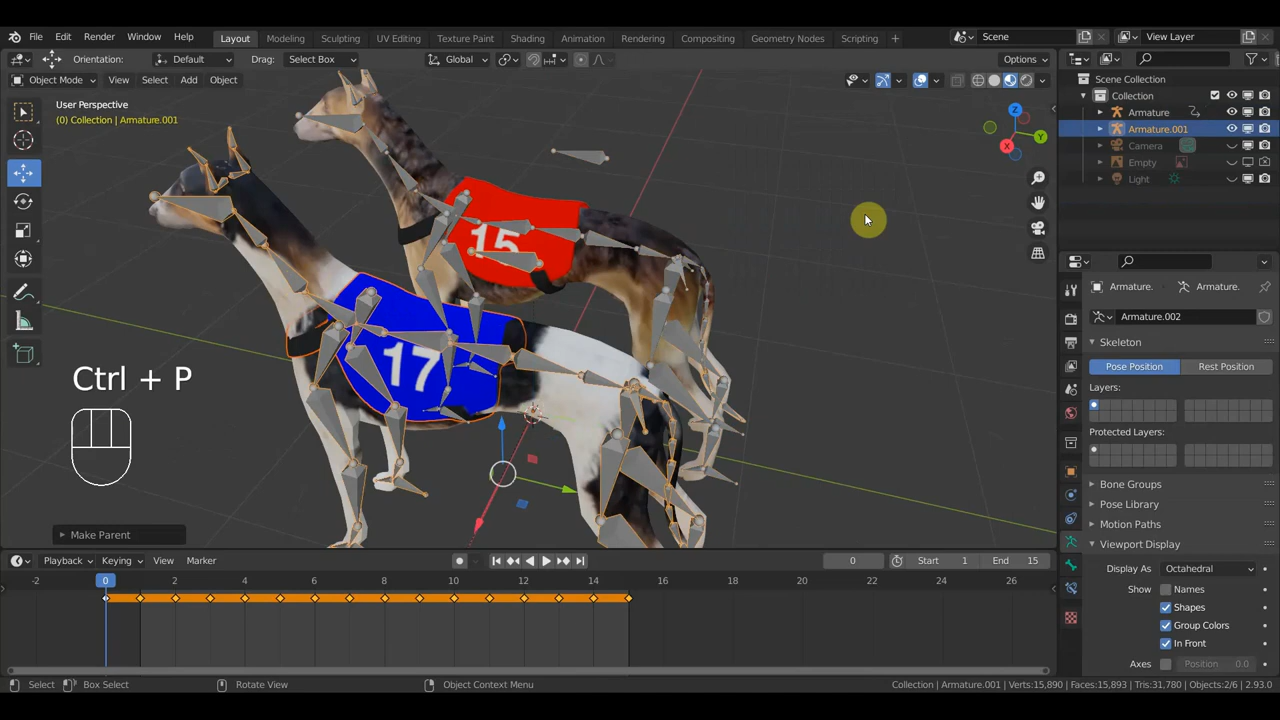 File Edit Render Window Help Layout Modeling Sculpting UV Editing Texture Paint Shading Animation Rendering Compositing Geometry Nodes Scripting + Scene View Layer
Orientation: Default Drag: Select Box Global Options
Object Mode View Select Add Object
User Perspective
(0) Collection | Armature.001
Z
Y
X
15
17
Ctrl + P
Make Parent
Scene Collection
Collection
Armature
Armature.001
Camera
Empty
Light
Armature. Armature.
Armature.002
Skeleton
Pose Position Rest Position
Layers:
Protected Layers:
Bone Groups
Pose Library
Motion Paths
Viewport Display
Display As Octahedral
Show Names
Shapes
Group Colors
In Front
Axes Position 0.0
Playback Keying View Marker 0 Start 1 End 15
-2 0 2 4 6 8 10 12 14 16 18 20 22 24 26
Select Box Select Rotate View Object Context Menu Collection | Armature.001 | Verts:15,890 | Faces:15,893 | Tris:31,780 | Objects:2/6 | 2.93.0